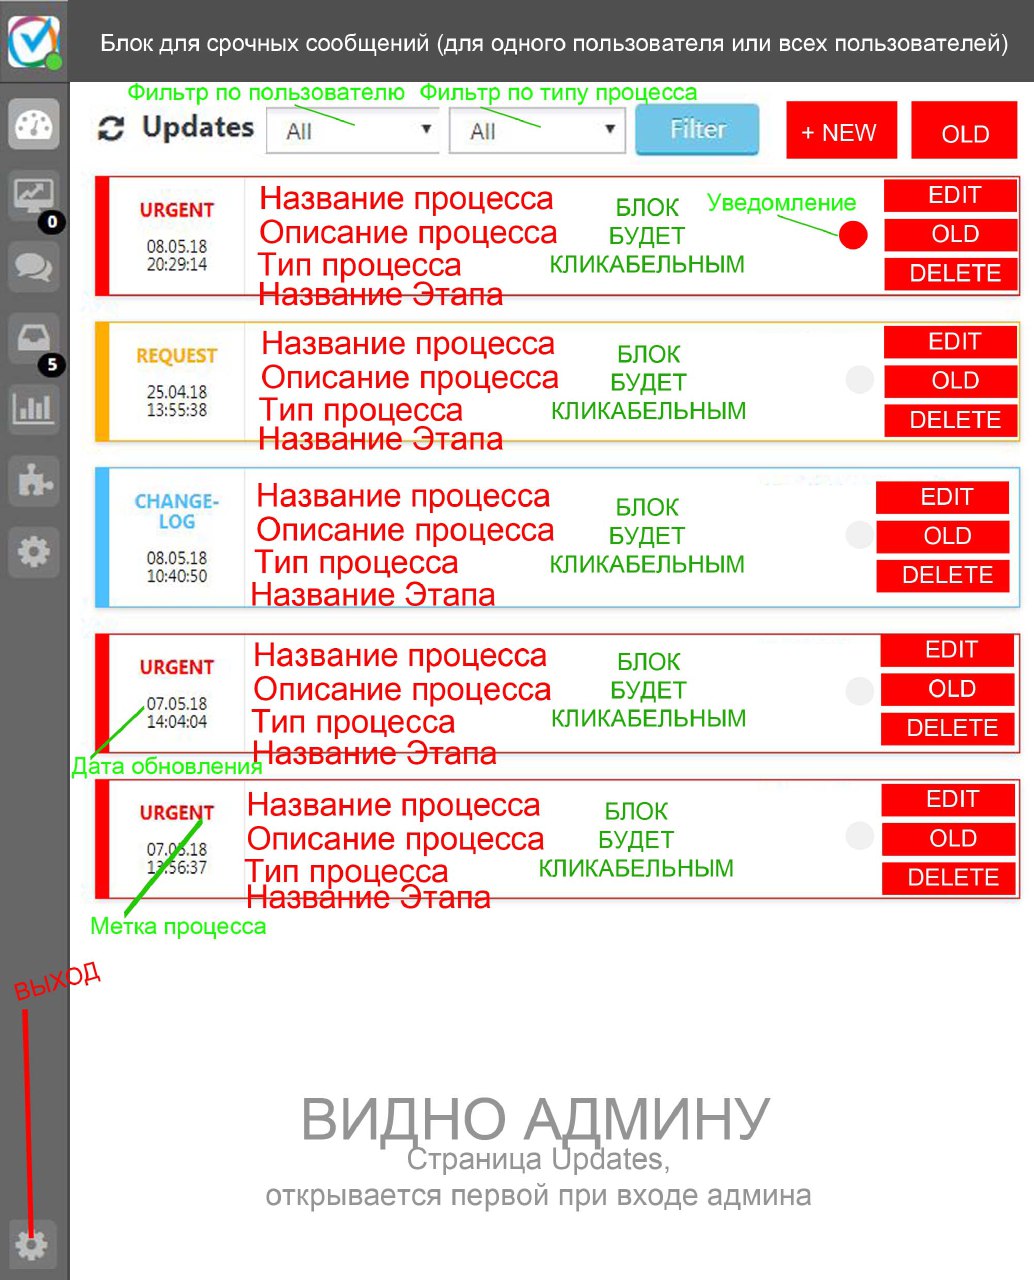 Блок для срочных сообщений (для одного пользователя или всех пользователей)
Фильтр по пользователю Фильтр по типу процесса
Updates All All Filter + NEW OLD
URGENT
08.05.18
20:29:14
Название процесса
Описание процесса
Тип процесса
Название Этапа
БЛОК
БУДЕТ
КЛИКАБЕЛЬНЫМ
Уведомление
EDIT
OLD
DELETE
0
REQUEST
25.04.18
13:55:38
Название процесса
Описание процесса
Тип процесса
Название Этапа
БЛОК
БУДЕТ
КЛИКАБЕЛЬНЫМ
EDIT
OLD
DELETE
5
CHANGE-
LOG
08.05.18
10:40:50
Название процесса
Описание процесса
Тип процесса
Название Этапа
БЛОК
БУДЕТ
КЛИКАБЕЛЬНЫМ
EDIT
OLD
DELETE
URGENT
07.05.18
14:04:04
Название процесса
Описание процесса
Тип процесса
Название Этапа
БЛОК
БУДЕТ
КЛИКАБЕЛЬНЫМ
EDIT
OLD
DELETE
Дата обновления
URGENT
07.05.18
13:56:37
Название процесса
Описание процесса
Тип процесса
Название Этапа
БЛОК
БУДЕТ
КЛИКАБЕЛЬНЫМ
EDIT
OLD
DELETE
Метка процесса
ВЫХОД
ВИДНО АДМИНУ
Страница Updates,
открывается первой при входе админа